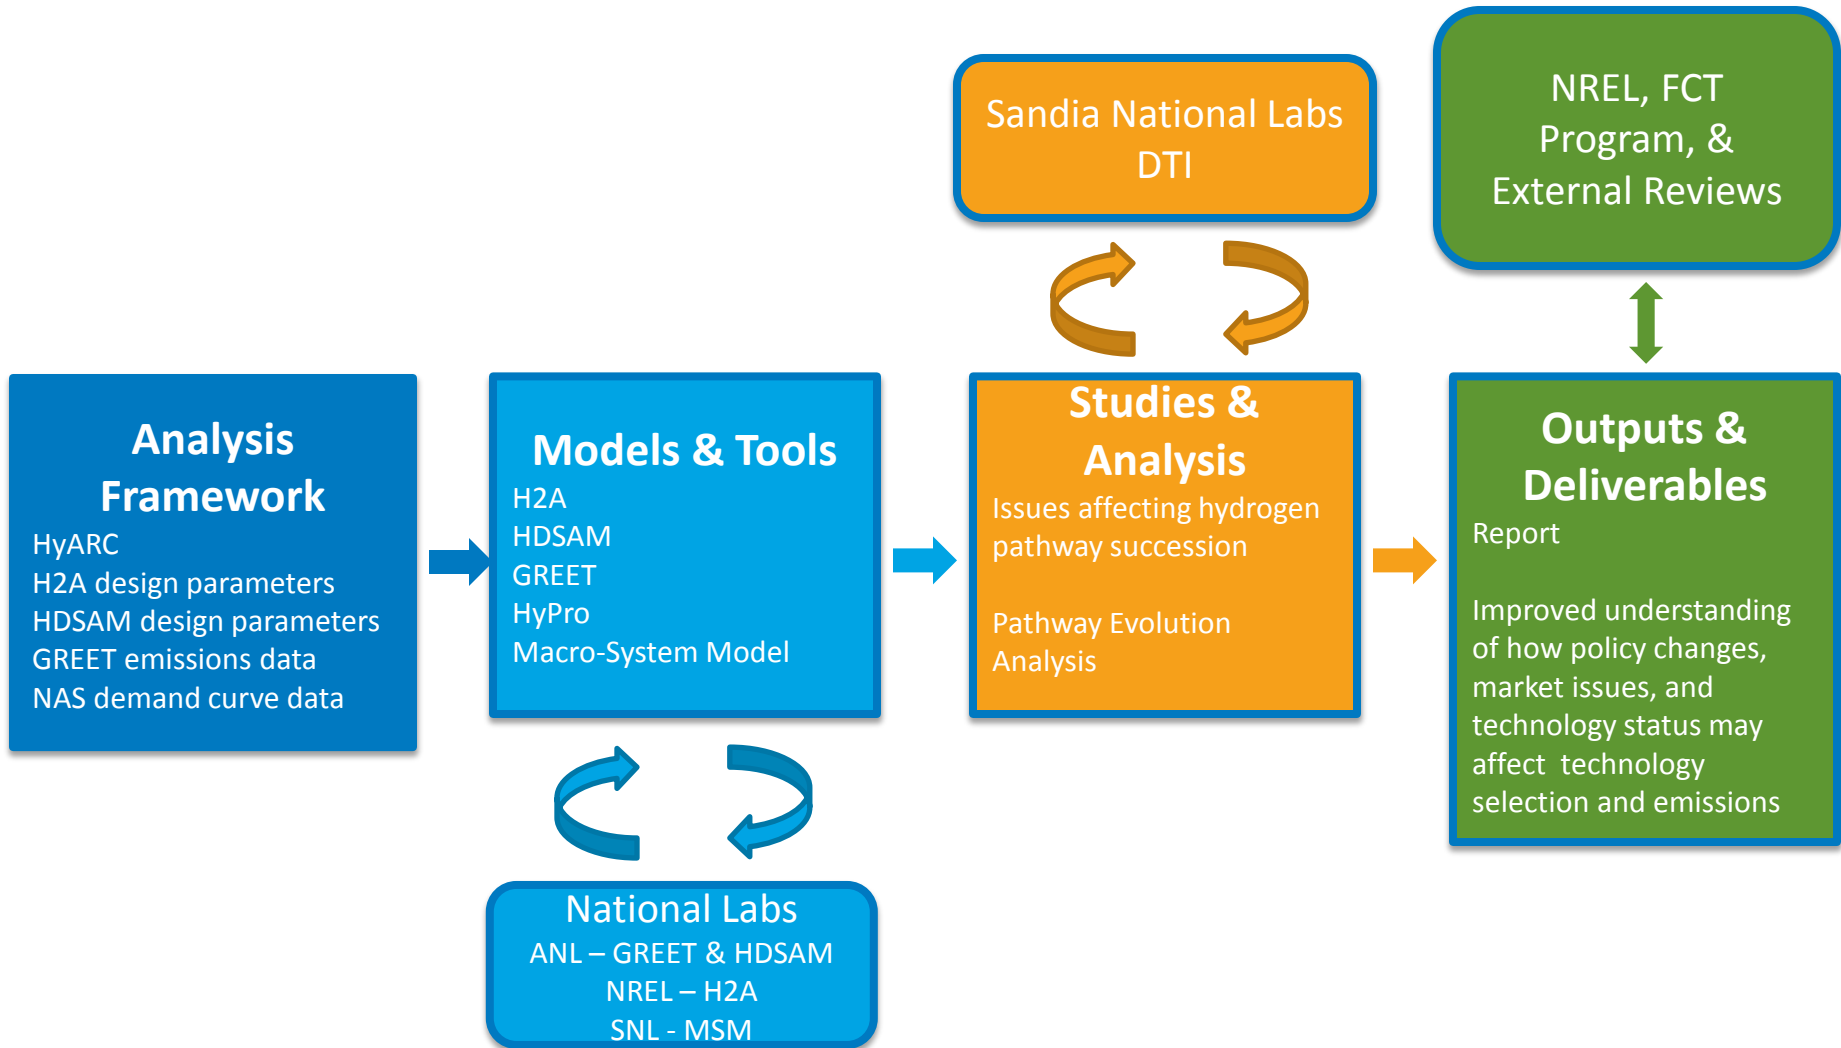 Sandia National Labs
DTI
NREL, FCT
Program, &
External Reviews
Analysis
Framework
HyARC
H2A design parameters
HDSAM design parameters
GREET emissions data
NAS demand curve data
Models & Tools
H2A
HDSAM
GREET
HyPro
Macro-System Model
Studies &
Analysis
Issues affecting hydrogen
pathway succession
Pathway Evolution
Analysis
Outputs &
Deliverables
Report
Improved understanding
of how policy changes,
market issues, and
technology status may
affect technology
selection and emissions
National Labs
ANL – GREET & HDSAM
NREL – H2A
SNL - MSM